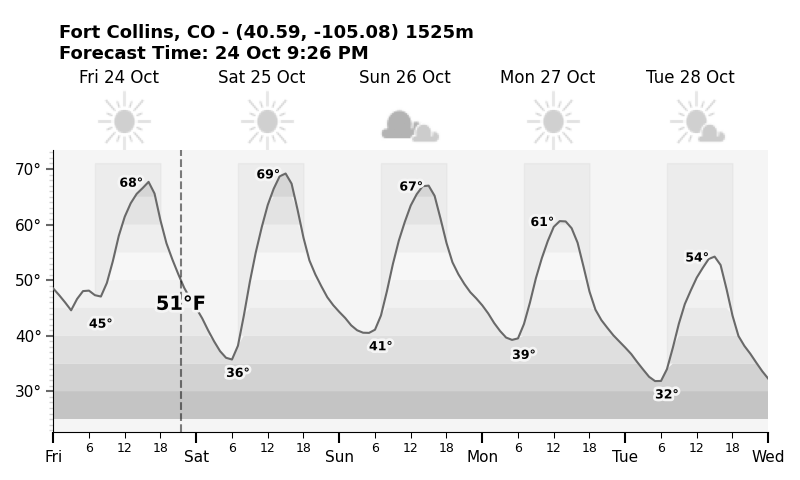 Fort Collins, CO - (40.59, -105.08) 1525m
Forecast Time: 24 Oct 9:26 PM
Fri 24 Oct Sat 25 Oct Sun 26 Oct Mon 27 Oct Tue 28 Oct
70°
60°
50°
40°
30°
68° 69° 67° 61° 54°
51°F
45° 36° 41° 39° 32°
6 12 18 6 12 18 6 12 18 6 12 18 6 12 18
Fri Sat Sun Mon Tue Wed